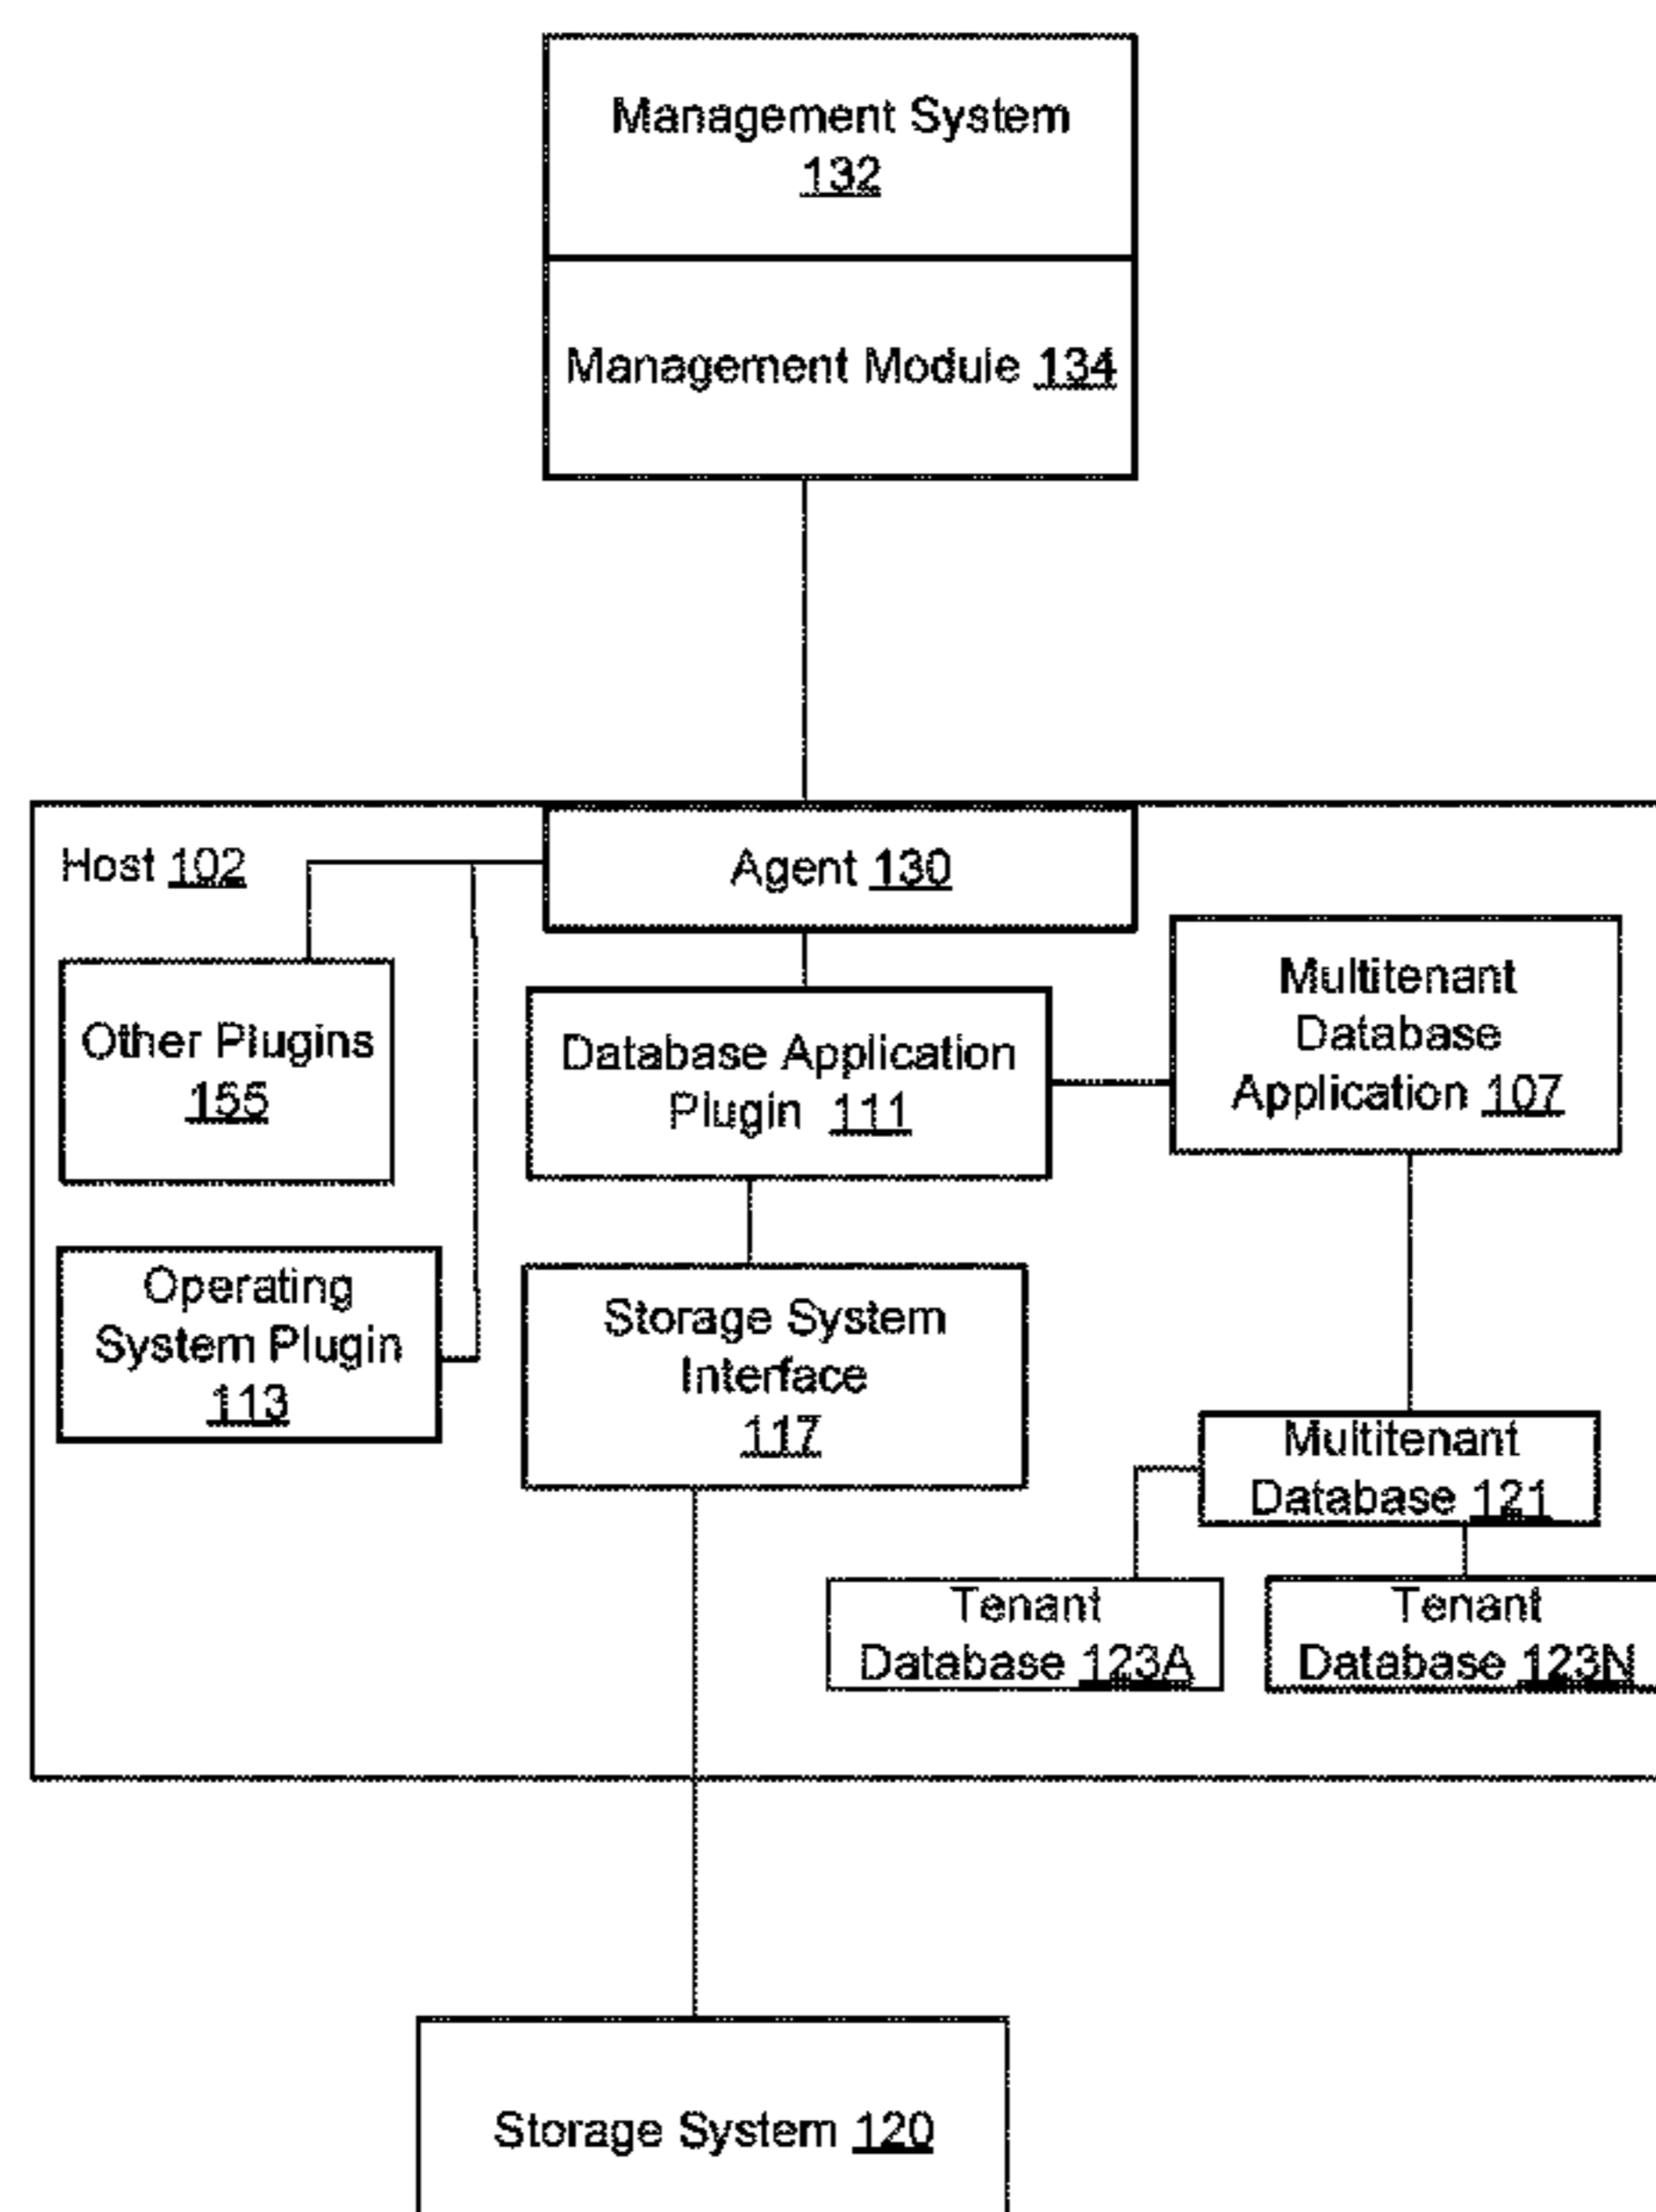 Management System
132
Management Module 134
Host 102
Agent 130
Other Plugins
155
Database Application
Plugin 111
Multitenant
Database
Application 107
Operating
System Plugin
113
Storage System
Interface
117
Multitenant
Database 121
Tenant
Database 123A
Tenant
Database 123N
Storage System 120